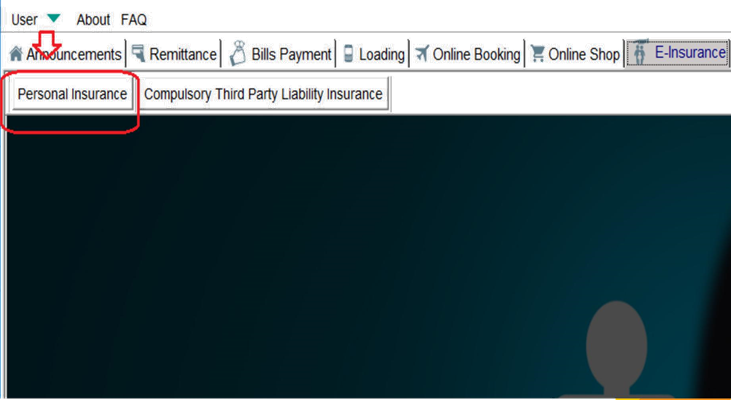 User About FAQ
Announcements Remittance Bills Payment Loading Online Booking Online Shop E-Insurance
Personal Insurance Compulsory Third Party Liability Insurance